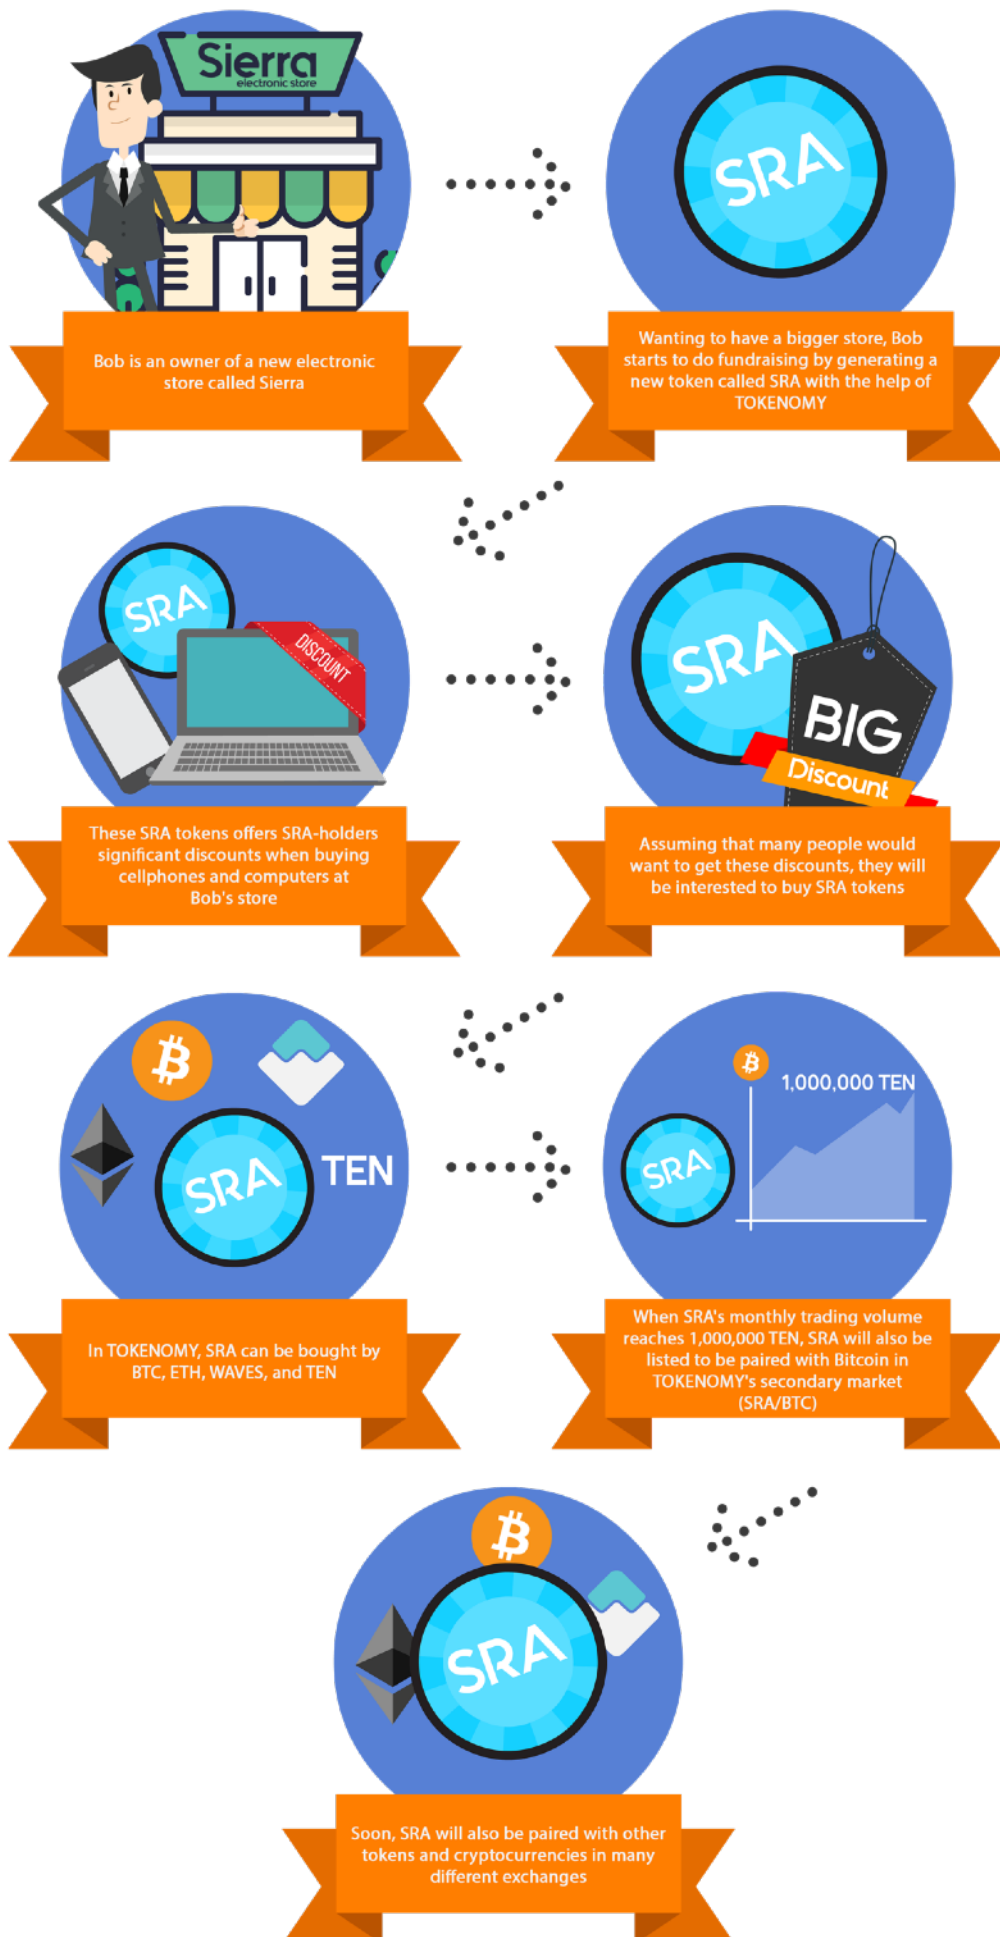 Sierra
electronic store
Bob is an owner of a new electronic
store called Sierra
SRA
Wanting to have a bigger store, Bob
starts to do fundraising by generating a
new token called SRA with the help of
TOKENOMY
SRA
DISCOUNT
These SRA tokens offers SRA-holders
significant discounts when buying
cellphones and computers at
Bob's store
SRA
BIG
Discount
Assuming that many people would
want to get these discounts, they will
be interested to buy SRA tokens
SRA
TEN
In TOKENOMY, SRA can be bought by
BTC, ETH, WAVES, and TEN
1,000,000 TEN
SRA
When SRA's monthly trading volume
reaches 1,000,000 TEN, SRA will also be
listed to be paired with Bitcoin in
TOKENOMY's secondary market
(SRA/BTC)
SRA
Soon, SRA will also be paired with other
tokens and cryptocurrencies in many
different exchanges